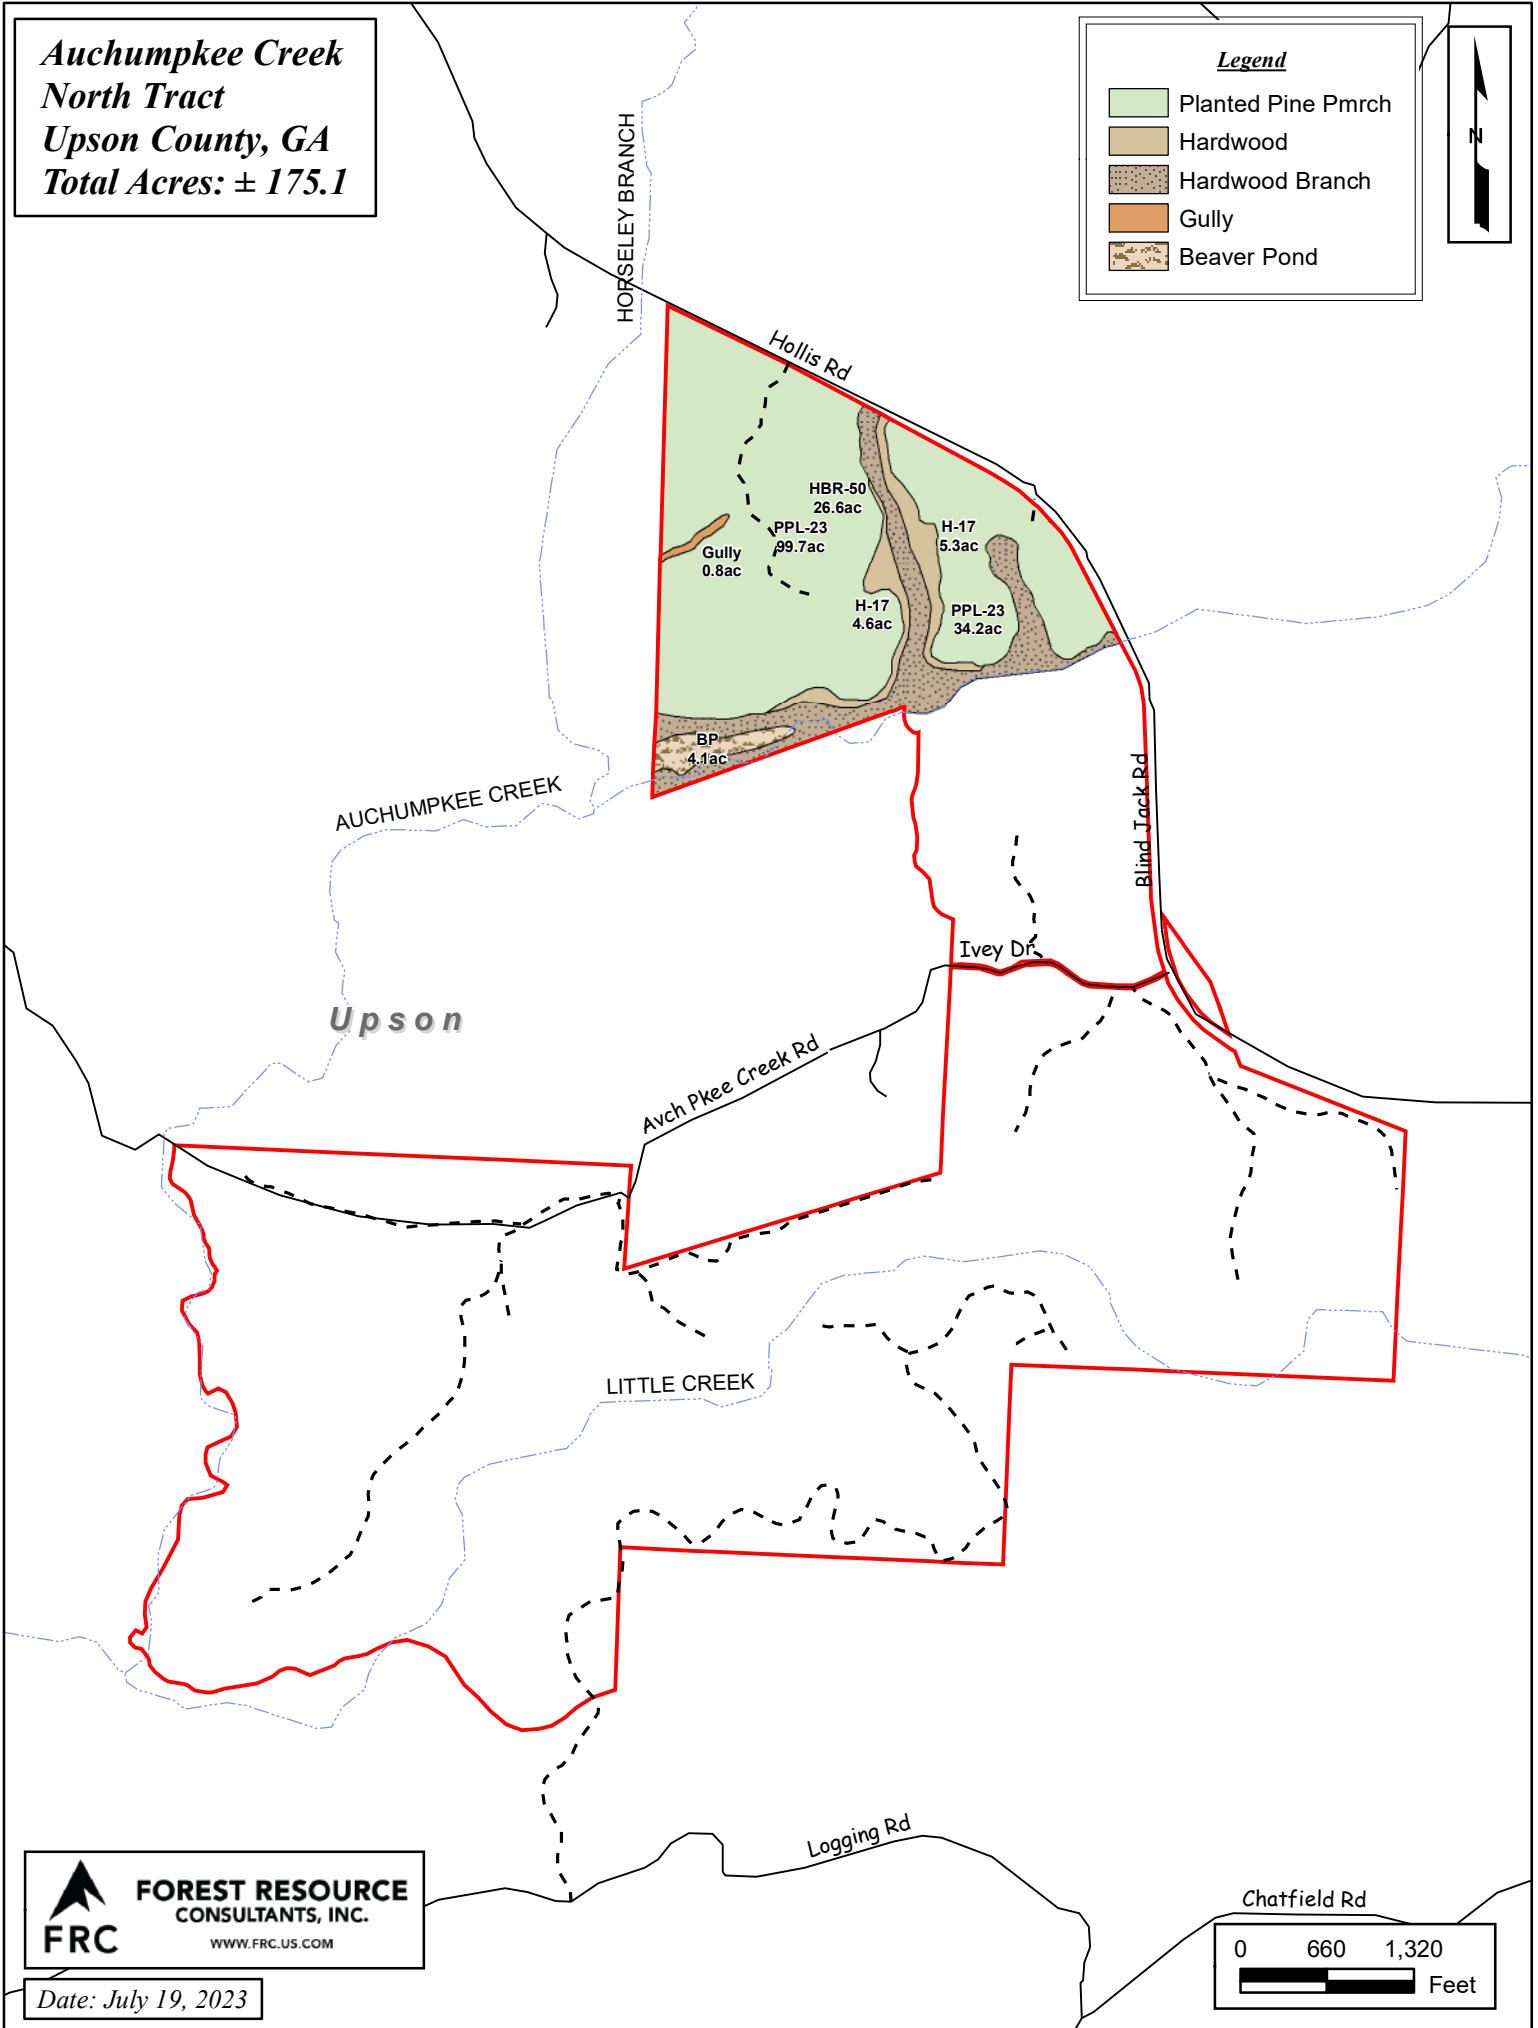 Auchumpkee Creek
North Tract
Upson County, GA
Total Acres: ± 175.1
Legend
Planted Pine Pmrch
Hardwood
Hardwood Branch
Gully
Beaver Pond
N
HORSELEY BRANCH
Hollis Rd
HBR-50
26.6ac
PPL-23
99.7ac
H-17
5.3ac
Gully
0.8ac
H-17
4.6ac
PPL-23
34.2ac
BP
4.1ac
AUCHUMPKEE CREEK
Blind Jack Rd
Ivey Dr
Upson
Avch Pkee Creek Rd
LITTLE CREEK
Logging Rd
Chatfield Rd
FRC
FOREST RESOURCE
CONSULTANTS, INC.
WWW.FRC.US.COM
0 660 1,320
Feet
Date: July 19, 2023